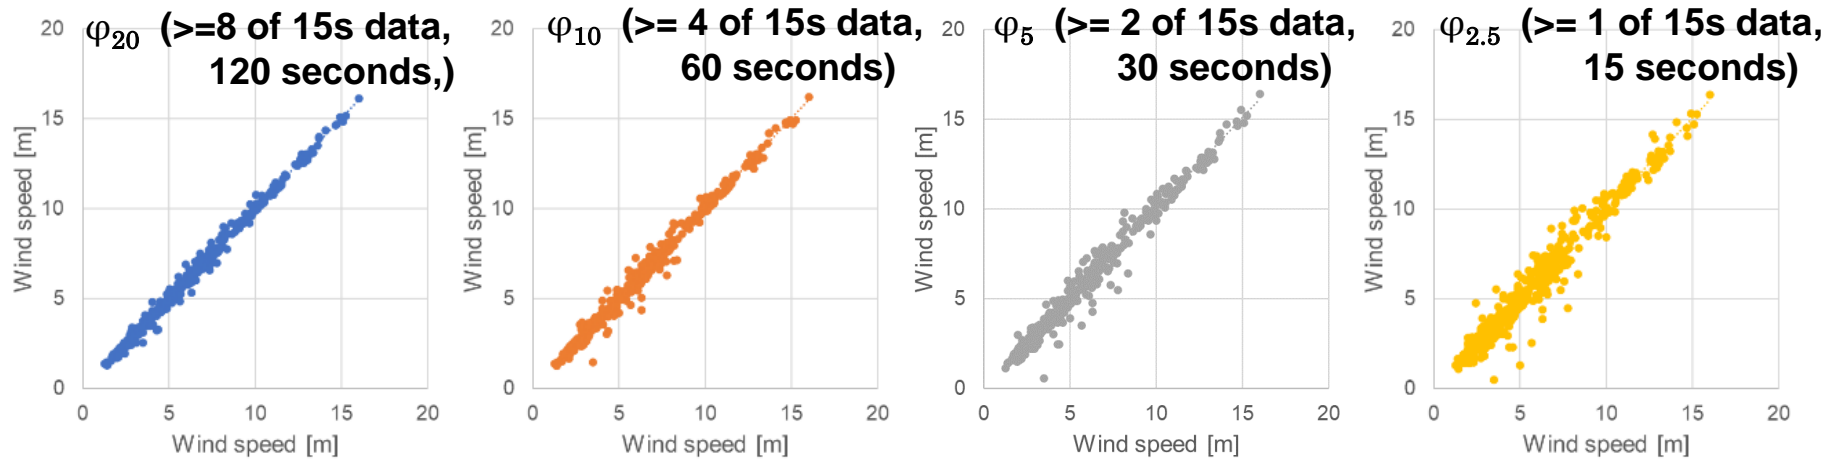 φ20 (>=8 of 15s data,
120 seconds,)
20
15
10
5
0
0 5 10 15 20
Wind speed [m]
Wind speed [m]
φ10 (>= 4 of 15s data,
60 seconds)
20
15
10
5
0
0 5 10 15 20
Wind speed [m]
Wind speed [m]
φ5 (>= 2 of 15s data,
30 seconds)
20
15
10
5
0
0 5 10 15 20
Wind speed [m]
Wind speed [m]
φ2.5 (>= 1 of 15s data,
15 seconds)
20
15
10
5
0
0 5 10 15 20
Wind speed [m]
Wind speed [m]